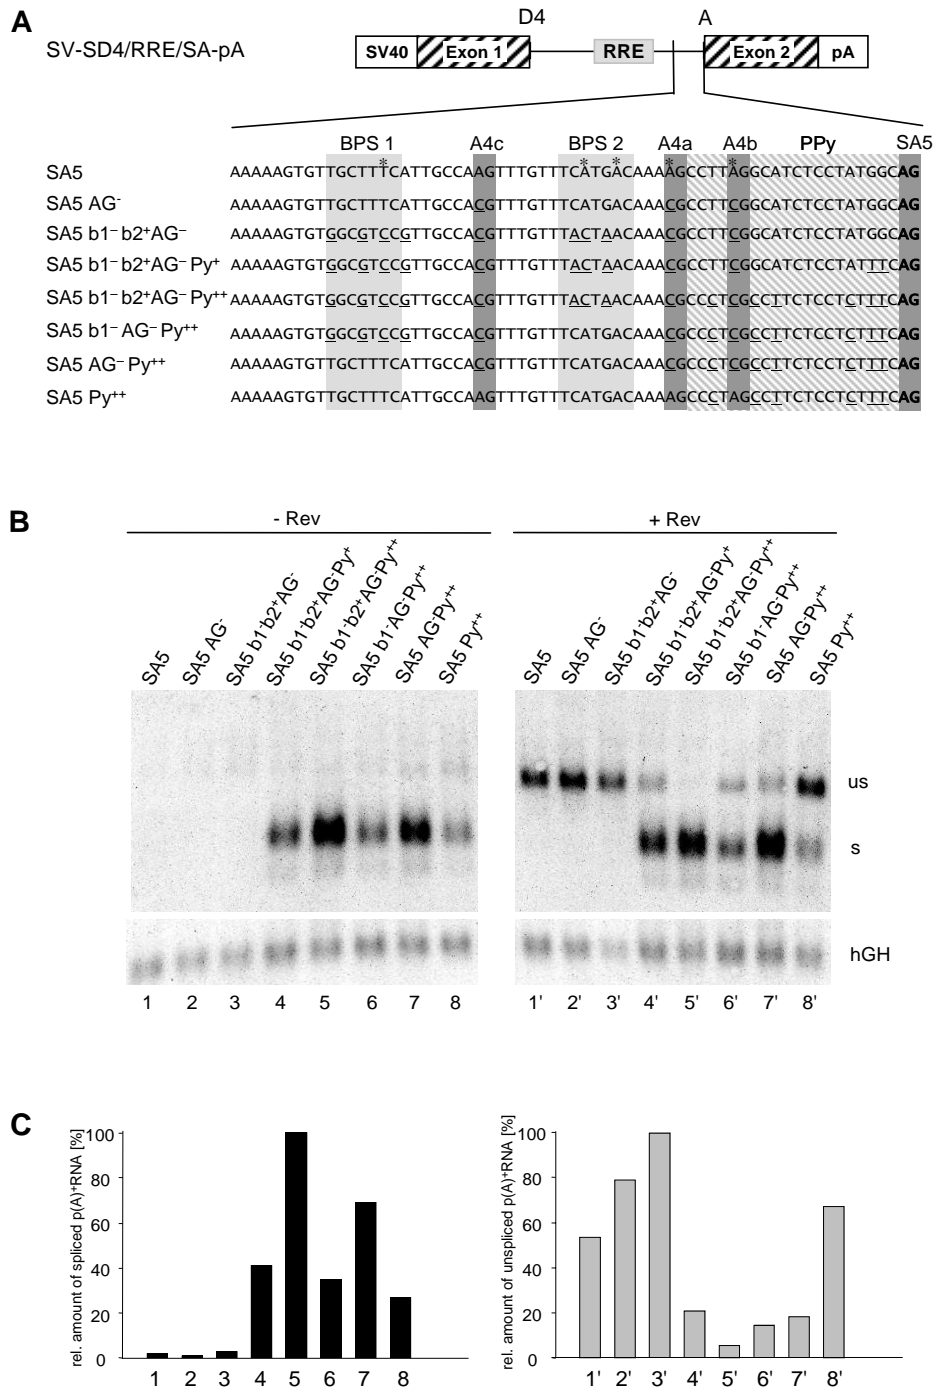 A
SV-SD4/RRE/SA-pA
D4 A
SV40 Exon 1 RRE Exon 2 pA
BPS 1 A4c BPS 2 A4a A4b PPy SA5
* * * * *
SA5 AAAAAGTGTTGCTTTCATTGCCAAGTTTGTTTCATGACAAAAGCCTTAGGCATCTCCTATGGCAG
SA5 AG⁻ AAAAAGTGTTGCTTTCATTGCCACGTTTGTTTCATGACAAACGCCTTCGGCATCTCCTATGGCAG
SA5 b1⁻ b2⁺AG⁻ AAAAAGTGTGGCGTCCGTTGCCACGTTTGTTTACTAACAAACGCCTTCGGCATCTCCTATGGCAG
SA5 b1⁻ b2⁺AG⁻ Py⁺ AAAAAGTGTGGCGTCCGTTGCCACGTTTGTTTACTAACAAACGCCTTCGGCATCTCCTATTTCAG
SA5 b1⁻ b2⁺AG⁻ Py⁺⁺ AAAAAGTGTGGCGTCCGTTGCCACGTTTGTTTACTAACAAACGCCCTCGCCTTCTCCTCTTTCAG
SA5 b1⁻ AG⁻ Py⁺⁺ AAAAAGTGTGGCGTCCGTTGCCACGTTTGTTTCATGACAAACGCCCTCGCCTTCTCCTCTTTCAG
SA5 AG⁻ Py⁺⁺ AAAAAGTGTTGCTTTCATTGCCACGTTTGTTTCATGACAAACGCCCTCGCCTTCTCCTCTTTCAG
SA5 Py⁺⁺ AAAAAGTGTTGCTTTCATTGCCAAGTTTGTTTCATGACAAAAGCCCTAGCCTTCTCCTCTTTCAG
B
- Rev
SA5
SA5 AG⁻
SA5 b1⁻b2⁺AG⁻
SA5 b1⁻b2⁺AG⁻Py⁺
SA5 b1⁻b2⁺AG⁻Py⁺⁺
SA5 b1⁻AG⁻Py⁺⁺
SA5 AG⁻Py⁺⁺
SA5 Py⁺⁺
+ Rev
SA5
SA5 AG⁻
SA5 b1⁻b2⁺AG⁻
SA5 b1⁻b2⁺AG⁻Py⁺
SA5 b1⁻b2⁺AG⁻Py⁺⁺
SA5 b1⁻AG⁻Py⁺⁺
SA5 AG⁻Py⁺⁺
SA5 Py⁺⁺
us
s
hGH
1 2 3 4 5 6 7 8
1' 2' 3' 4' 5' 6' 7' 8'
C
rel. amount of spliced p(A)⁺RNA [%]
100
80
60
40
20
0
1 2 3 4 5 6 7 8
rel. amount of unspliced p(A)⁺RNA [%]
100
80
60
40
20
0
1' 2' 3' 4' 5' 6' 7' 8'